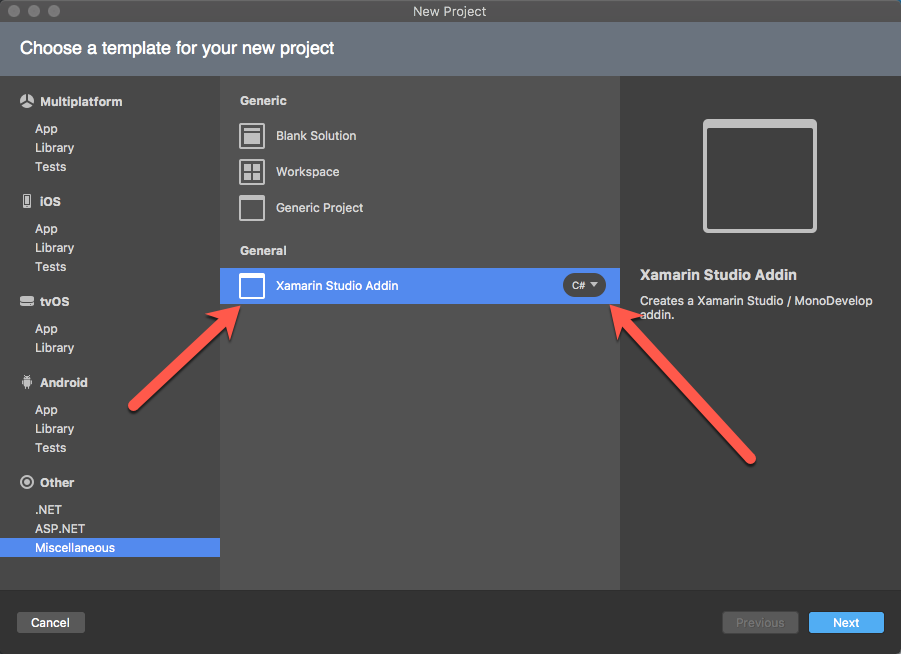 New Project
Choose a template for your new project
Multiplatform
App
Library
Tests
iOS
App
Library
Tests
tvOS
App
Library
Android
App
Library
Tests
Other
.NET
ASP.NET
Miscellaneous
Generic
Blank Solution
Workspace
Generic Project
General
Xamarin Studio Addin
C#
Xamarin Studio Addin
Creates a Xamarin Studio / MonoDevelop
addin.
Cancel
Previous
Next